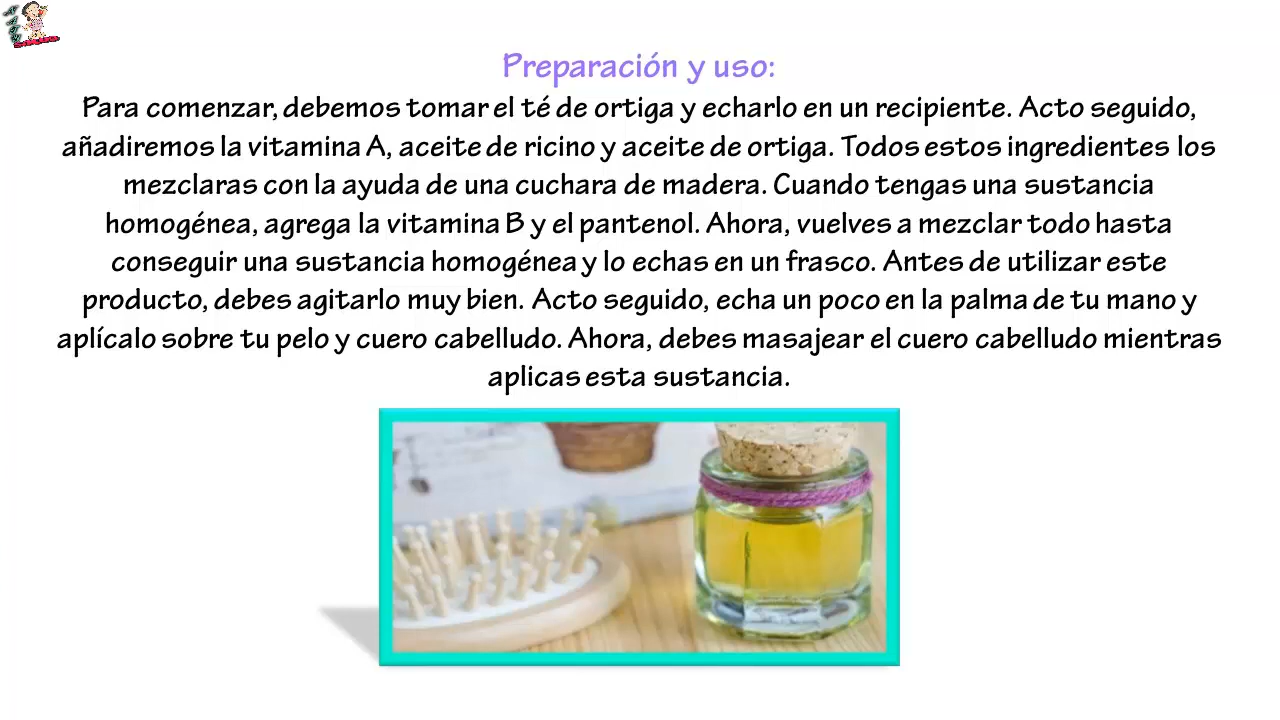 Preparación y uso:
Para comenzar, debemos tomar el té de ortiga y echarlo en un recipiente. Acto seguido,
añadiremos la vitamina A, aceite de ricino y aceite de ortiga. Todos estos ingredientes los
mezclaras con la ayuda de una cuchara de madera. Cuando tengas una sustancia
homogénea, agrega la vitamina B y el pantenol. Ahora, vuelves a mezclar todo hasta
conseguir una sustancia homogénea y lo echas en un frasco. Antes de utilizar este
producto, debes agitarlo muy bien. Acto seguido, echa un poco en la palma de tu mano y
aplícalo sobre tu pelo y cuero cabelludo. Ahora, debes masajear el cuero cabelludo mientras
aplicas esta sustancia.